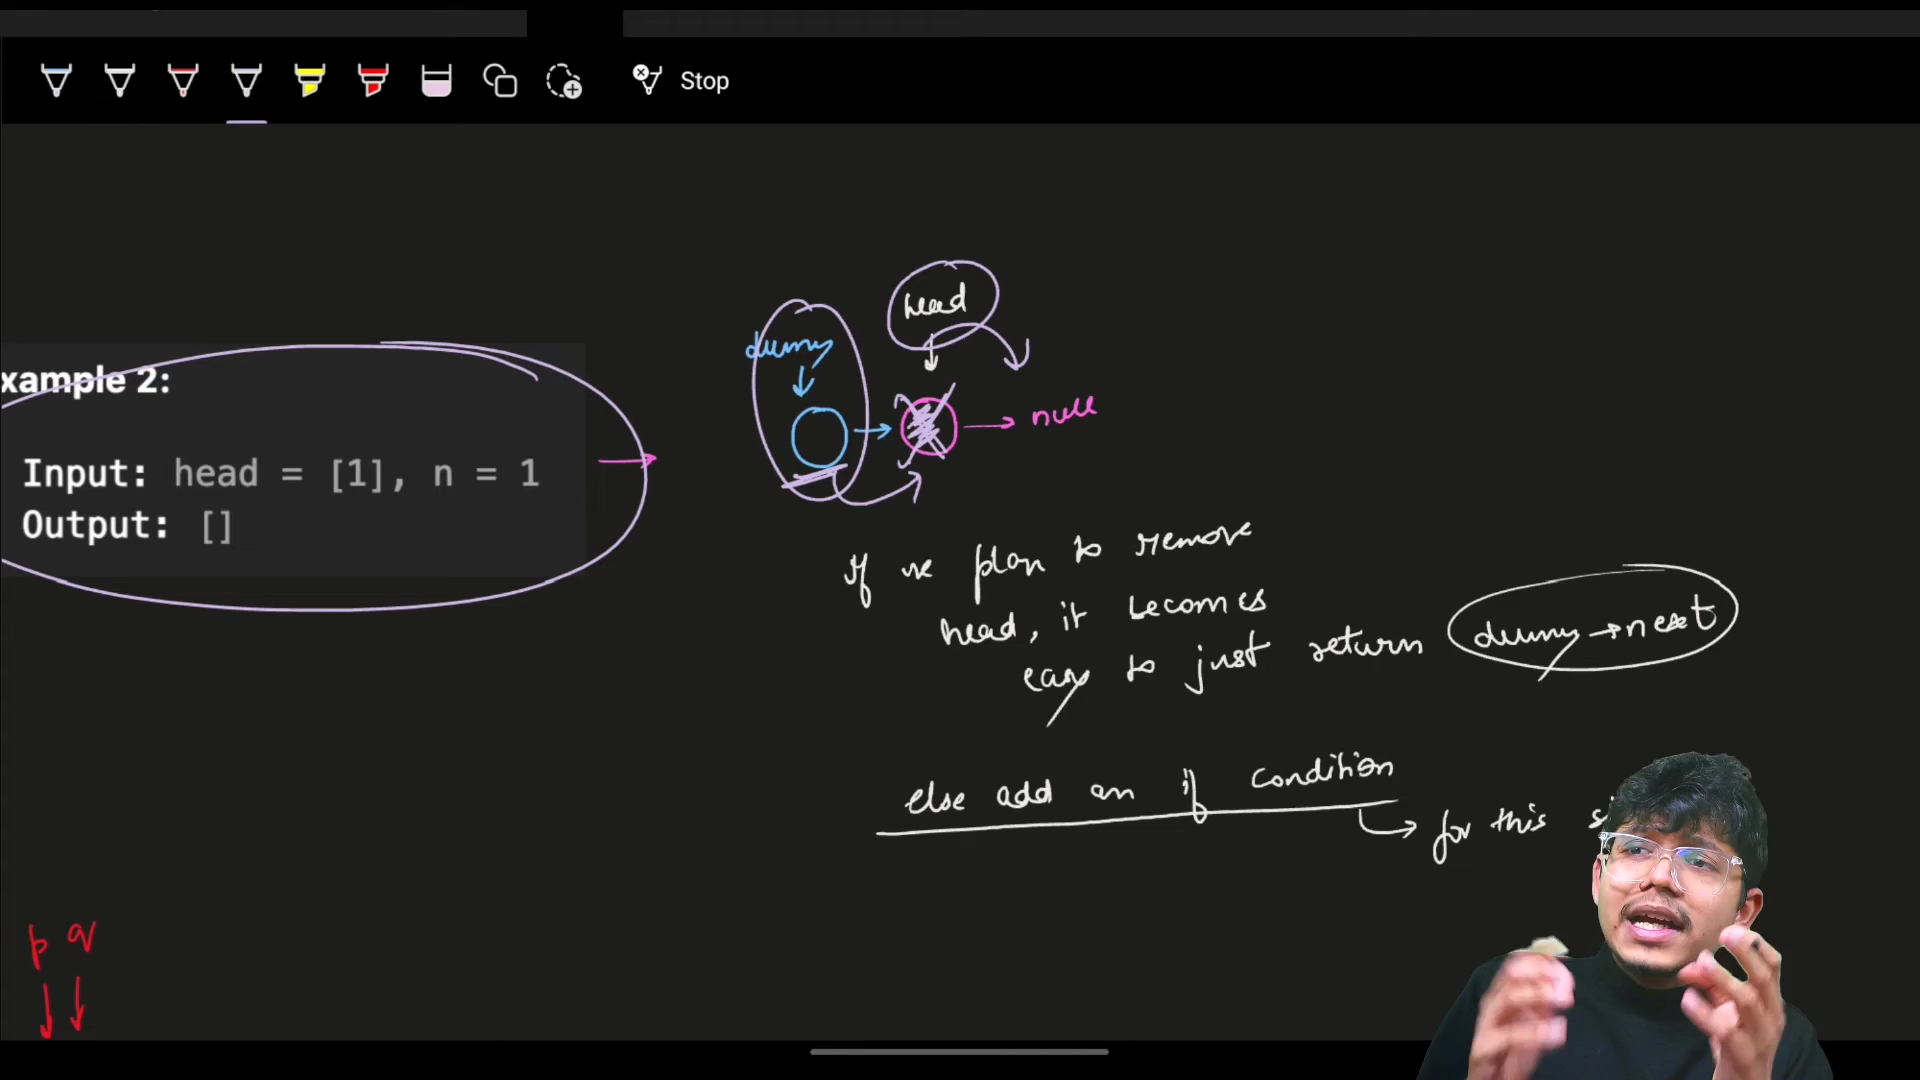 Stop
head
dummy
null
xample 2:
Input: head = [1], n = 1
Output: []
If we plan to remove
head, it becomes
easy to just return dummy→next
else add an if condition
for this
p q